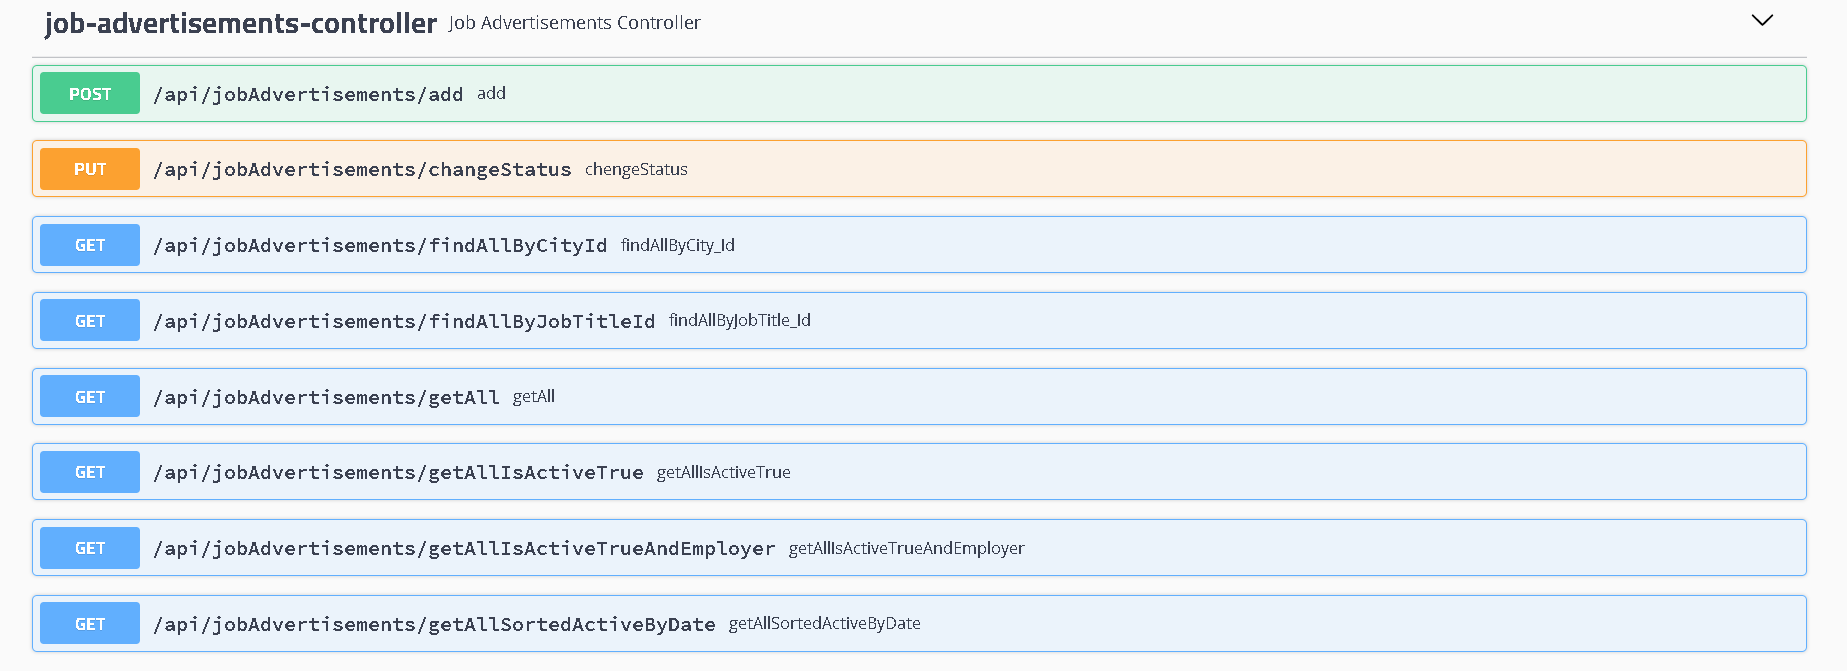 job-advertisements-controller Job Advertisements Controller
POST /api/jobAdvertisements/add add
PUT /api/jobAdvertisements/changeStatus chengeStatus
GET /api/jobAdvertisements/findAllByCityId findAllByCity_Id
GET /api/jobAdvertisements/findAllByJobTitleId findAllByJobTitle_Id
GET /api/jobAdvertisements/getAll getAll
GET /api/jobAdvertisements/getAllIsActiveTrue getAllIsActiveTrue
GET /api/jobAdvertisements/getAllIsActiveTrueAndEmployer getAllIsActiveTrueAndEmployer
GET /api/jobAdvertisements/getAllSortedActiveByDate getAllSortedActiveByDate